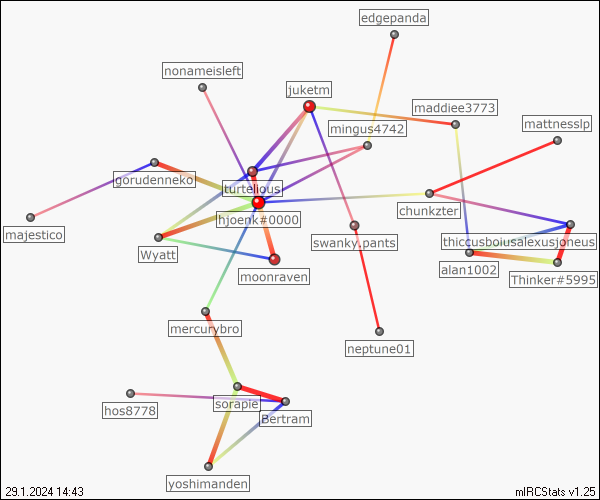 edgepanda
nonameisleft
juketm
maddiee3773
mingus4742
mattnesslp
gorudenneko
turtelious
chunkzter
hjoenk#0000
majestico
swanky.pants
thiccusbousalexusjoneus
Wyatt
moonraven
alan1002
Thinker#5995
mercurybro
neptune01
sorapie
hos8778
Bertram
yoshimanden
29.1.2024 14:43
mIRCStats v1.25